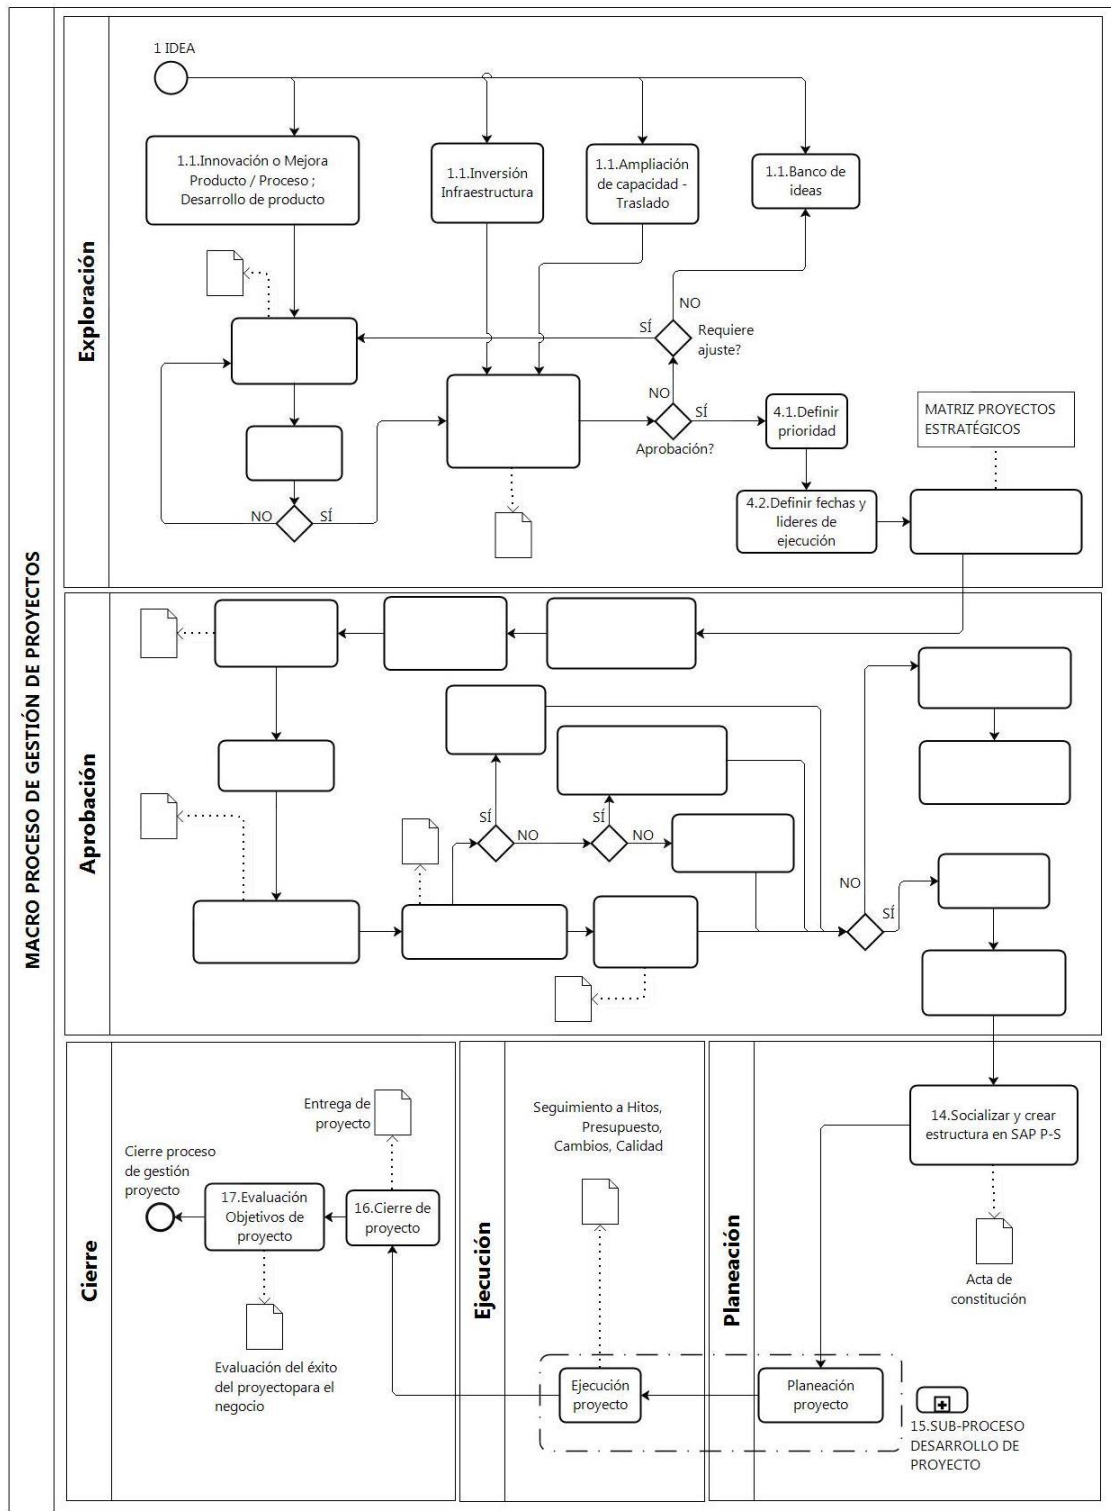 MACRO PROCESO DE GESTIÓN DE PROYECTOS
Exploración
1 IDEA
1.1.Innovación o Mejora
Producto / Proceso ;
Desarrollo de producto
1.1.Inversión
Infraestructura
1.1.Ampliación
de capacidad -
Traslado
1.1.Banco de
ideas
NO
SÍ
Requiere
ajuste?
NO
SÍ
Aprobación?
4.1.Definir
prioridad
MATRIZ PROYECTOS
ESTRATÉGICOS
4.2.Definir fechas y
lideres de
ejecución
NO
SÍ
Aprobación
SÍ
NO
SÍ
NO
NO
SÍ
Cierre
Entrega de
proyecto
Cierre proceso
de gestión
proyecto
17.Evaluación
Objetivos de
proyecto
16.Cierre de
proyecto
Evaluación del éxito
del proyectopara el
negocio
Ejecución
Seguimiento a Hitos,
Presupuesto,
Cambios, Calidad
Ejecución
proyecto
Planeación
14.Socializar y crear
estructura en SAP P-S
Acta de
constitución
Planeación
proyecto
15.SUB-PROCESO
DESARROLLO DE
PROYECTO